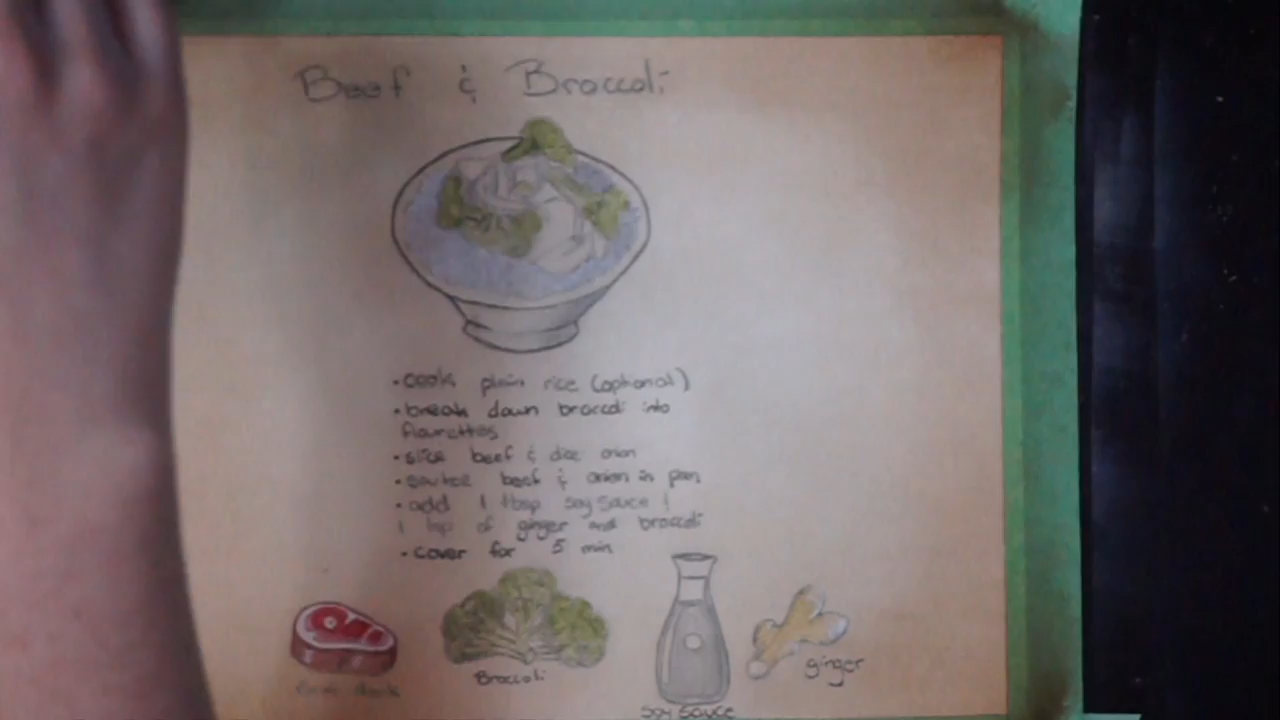 Beef & Broccoli
• cook plain rice (optional)
• break down broccoli into
flourettes
• slice beef & dice onion
• sautee beef & onion in pan
• add 1 tbsp soy sauce &
1 tsp of ginger and broccoli
• cover for 5 min
Broccoli
ginger
soy sauce